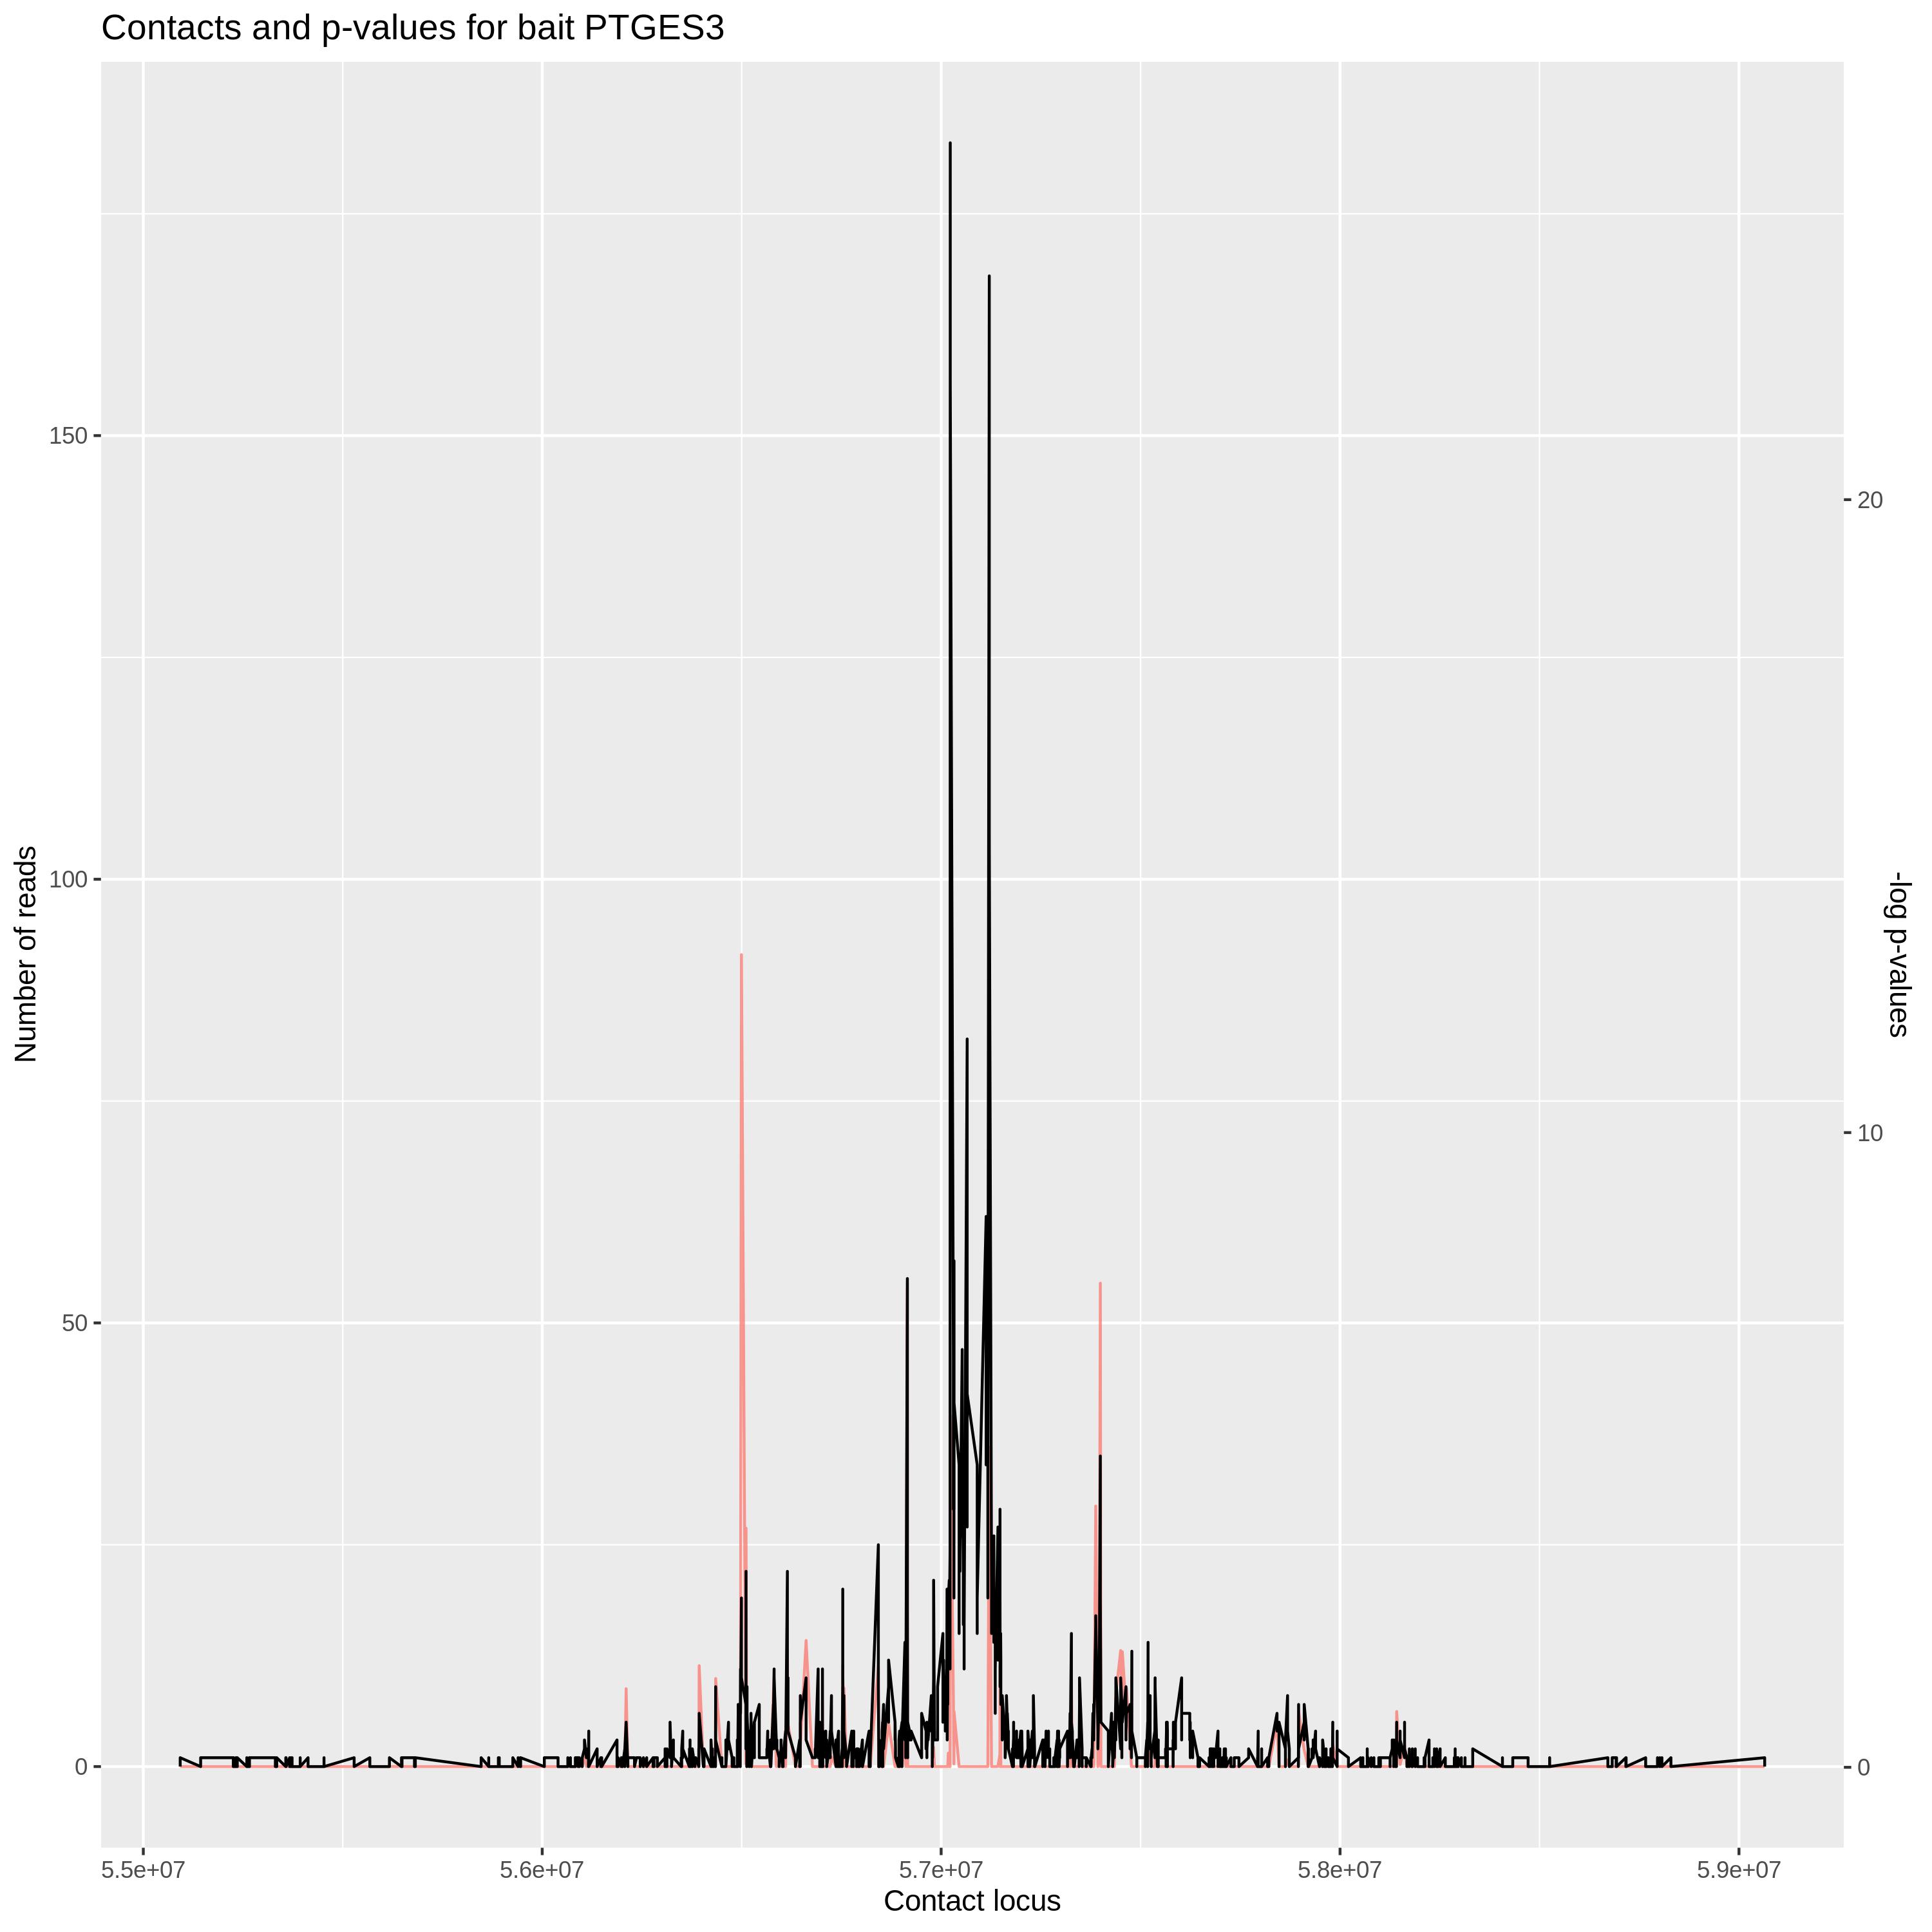 Contacts and p-values for bait PTGES3
Number of reads
150
100
50
0
20
10
0
-log p-values
5.5e+07 5.6e+07 5.7e+07 5.8e+07 5.9e+07
Contact locus